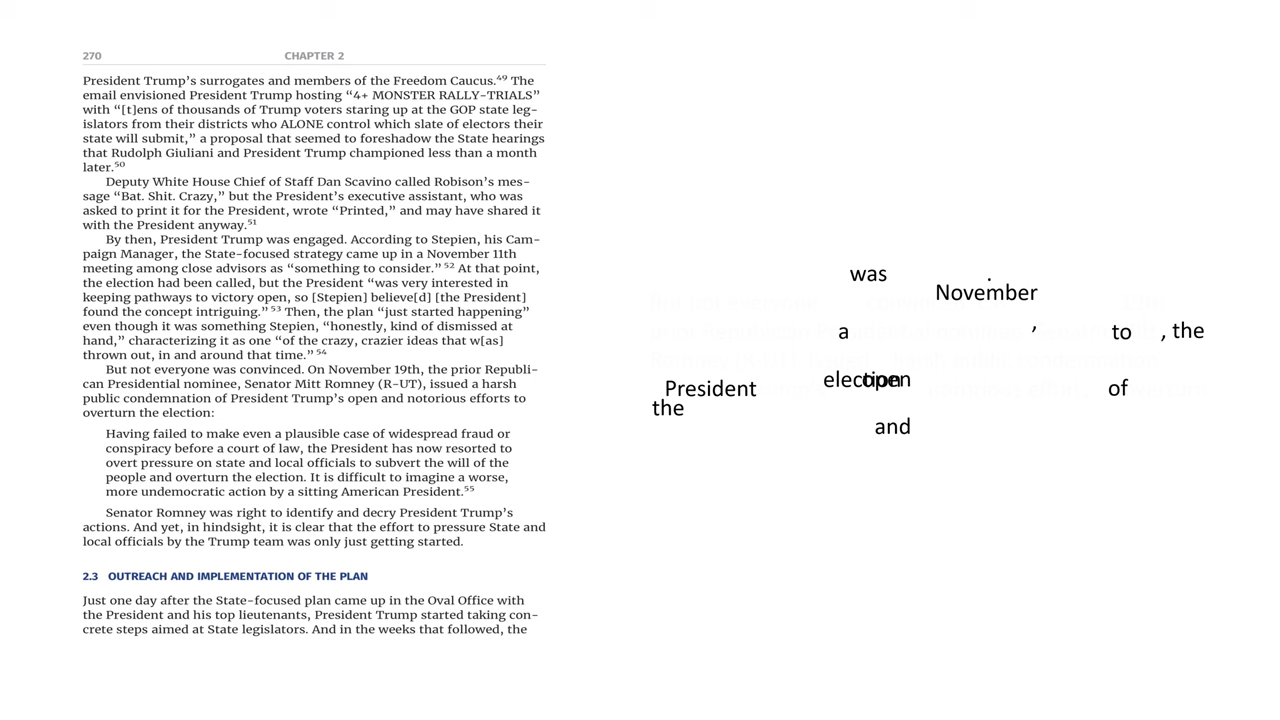 270 CHAPTER 2
President Trump’s surrogates and members of the Freedom Caucus.⁴⁹ The
email envisioned President Trump hosting “4+ MONSTER RALLY-TRIALS”
with “[t]ens of thousands of Trump voters staring up at the GOP state leg-
islators from their districts who ALONE control which slate of electors their
state will submit,” a proposal that seemed to foreshadow the State hearings
that Rudolph Giuliani and President Trump championed less than a month
later.⁵⁰
Deputy White House Chief of Staff Dan Scavino called Robison’s mes-
sage “Bat. Shit. Crazy,” but the President’s executive assistant, who was
asked to print it for the President, wrote “Printed,” and may have shared it
with the President anyway.⁵¹
By then, President Trump was engaged. According to Stepien, his Cam-
paign Manager, the State-focused strategy came up in a November 11th
meeting among close advisors as “something to consider.” ⁵² At that point,
the election had been called, but the President “was very interested in
keeping pathways to victory open, so [Stepien] believe[d] [the President]
found the concept intriguing.” ⁵³ Then, the plan “just started happening”
even though it was something Stepien, “honestly, kind of dismissed at
hand,” characterizing it as one “of the crazy, crazier ideas that w[as]
thrown out, in and around that time.” ⁵⁴
But not everyone was convinced. On November 19th, the prior Republi-
can Presidential nominee, Senator Mitt Romney (R-UT), issued a harsh
public condemnation of President Trump’s open and notorious efforts to
overturn the election:
Having failed to make even a plausible case of widespread fraud or
conspiracy before a court of law, the President has now resorted to
overt pressure on state and local officials to subvert the will of the
people and overturn the election. It is difficult to imagine a worse,
more undemocratic action by a sitting American President.⁵⁵
Senator Romney was right to identify and decry President Trump’s
actions. And yet, in hindsight, it is clear that the effort to pressure State and
local officials by the Trump team was only just getting started.
2.3 OUTREACH AND IMPLEMENTATION OF THE PLAN
Just one day after the State-focused plan came up in the Oval Office with
the President and his top lieutenants, President Trump started taking con-
crete steps aimed at State legislators. And in the weeks that followed, the
was .
November
a ’ to , the
election open
President of
the
and